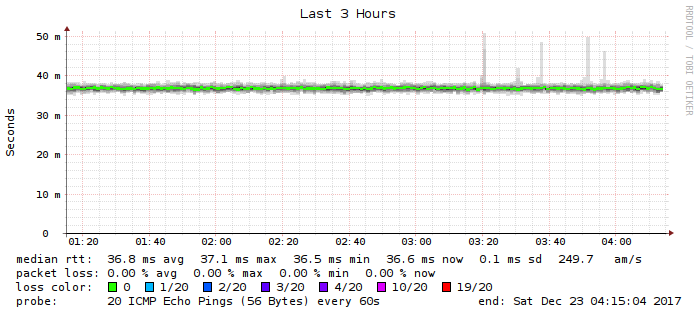 Last 3 Hours
RRDTOOL / TOBI OETIKER
Seconds
50 m
40 m
30 m
20 m
10 m
0
01:20 01:40 02:00 02:20 02:40 03:00 03:20 03:40 04:00
median rtt: 36.8 ms avg 37.1 ms max 36.5 ms min 36.6 ms now 0.1 ms sd 249.7 am/s
packet loss: 0.00 % avg 0.00 % max 0.00 % min 0.00 % now
loss color: 0 1/20 2/20 3/20 4/20 10/20 19/20
probe: 20 ICMP Echo Pings (56 Bytes) every 60s end: Sat Dec 23 04:15:04 2017